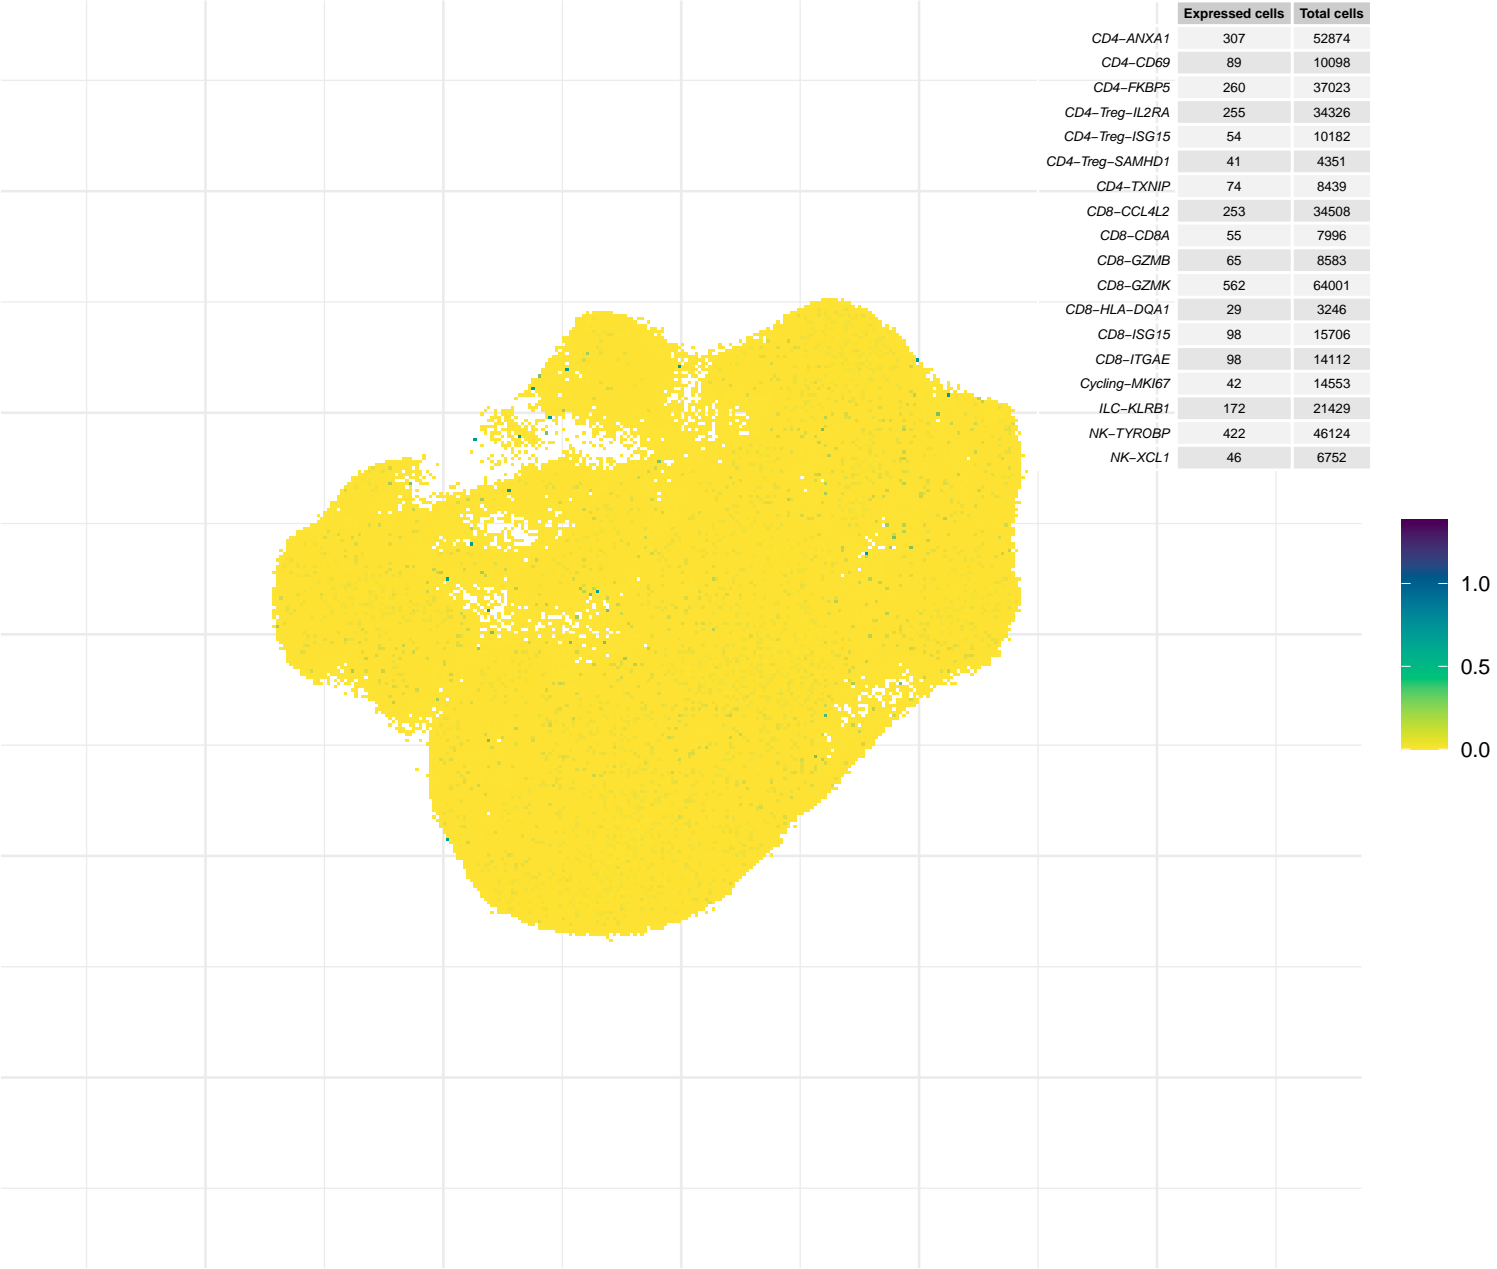 Expressed cells Total cells
CD4−ANXA1 307 52874
CD4−CD69 89 10098
CD4−FKBP5 260 37023
CD4−Treg−IL2RA 255 34326
CD4−Treg−ISG15 54 10182
CD4−Treg−SAMHD1 41 4351
CD4−TXNIP 74 8439
CD8−CCL4L2 253 34508
CD8−CD8A 55 7996
CD8−GZMB 65 8583
CD8−GZMK 562 64001
CD8−HLA−DQA1 29 3246
CD8−ISG15 98 15706
CD8−ITGAE 98 14112
Cycling−MKI67 42 14553
ILC−KLRB1 172 21429
NK−TYROBP 422 46124
NK−XCL1 46 6752
1.0
0.5
0.0